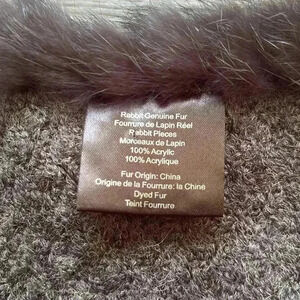 Rabbit Genuine Fur
Fourrure de Lapin Réel
Rabbit Pieces
Morceaux de Lapin
100% Acrylic
100% Acrylique
Fur Origin: China
Origine de la Fourrure: la Chine
Dyed Fur
Teint Fourrure